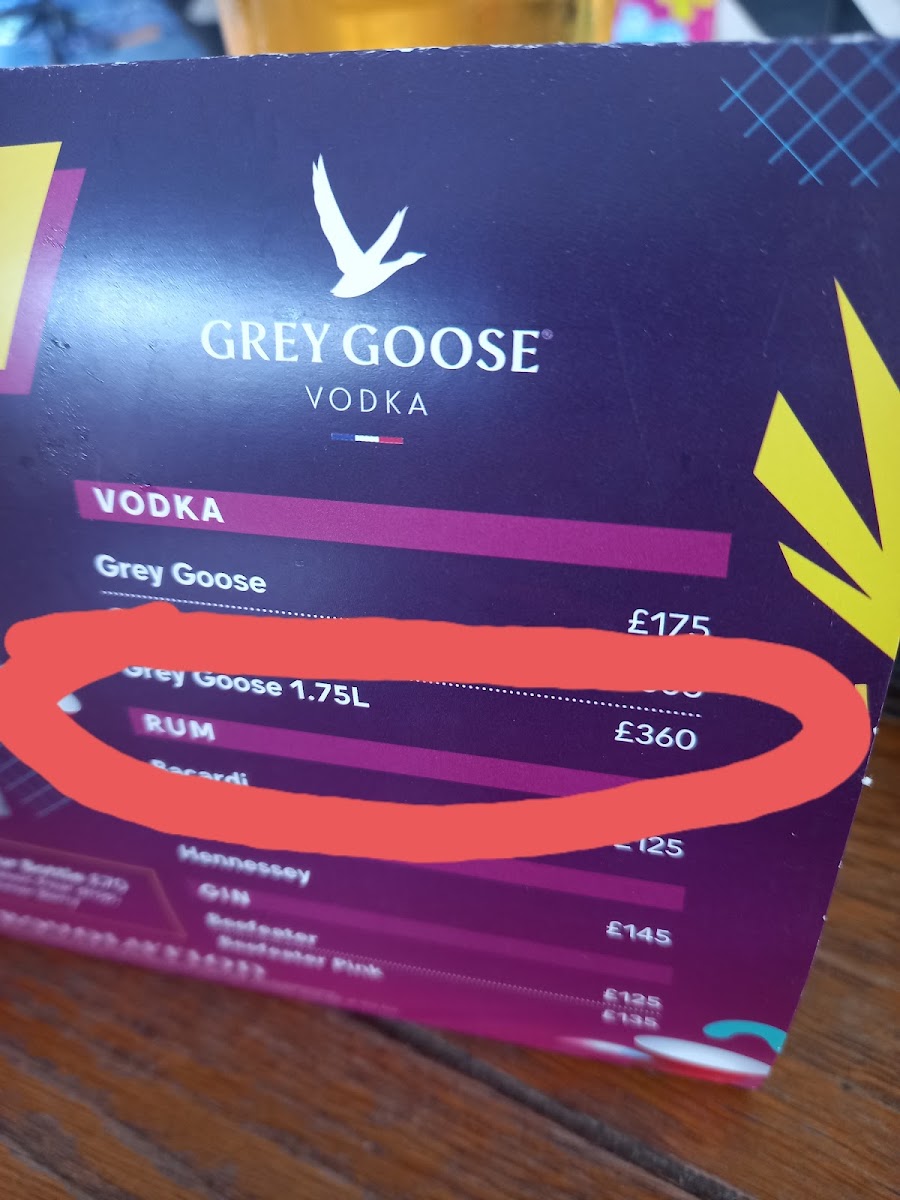 GREY GOOSE
VODKA
VODKA
Grey Goose
£175
Grey Goose 1.75L
£360
RUM
Bacardi
£125
Hennessey
£145
GIN
Beefeater
£125
Beefeater Pink
£135